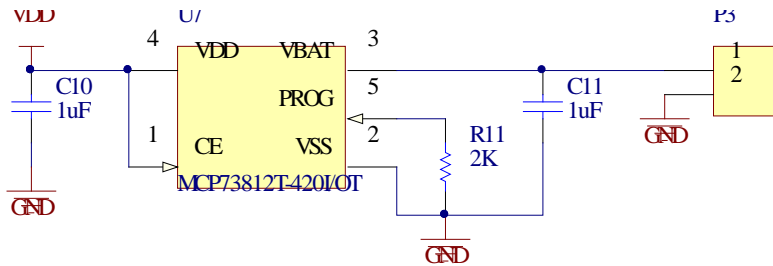 VDD
U7
P3
4
VDD
VBAT
3
1
C10
1uF
PROG
5
C11
1uF
2
GND
1
CE
VSS
2
R11
2K
MCP73812T-420I/OT
GND
GND